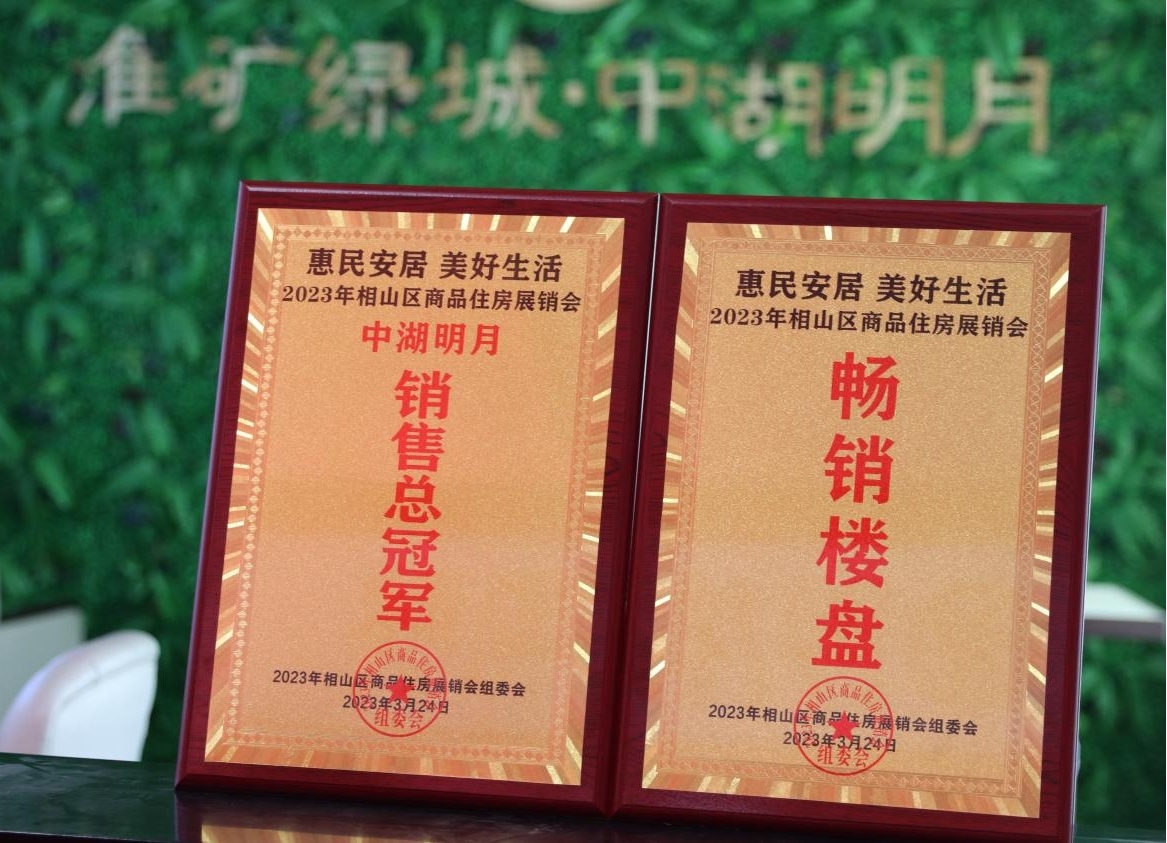 淮矿绿城·中湖明月
惠民安居 美好生活
2023年相山区商品住房展销会
中湖明月
销售总冠军
2023年相山区商品住房展销会组委会
2023年3月24日
组委会
惠民安居 美好生活
2023年相山区商品住房展销会
畅销楼盘
2023年相山区商品住房展销会组委会
2023年3月24日
组委会